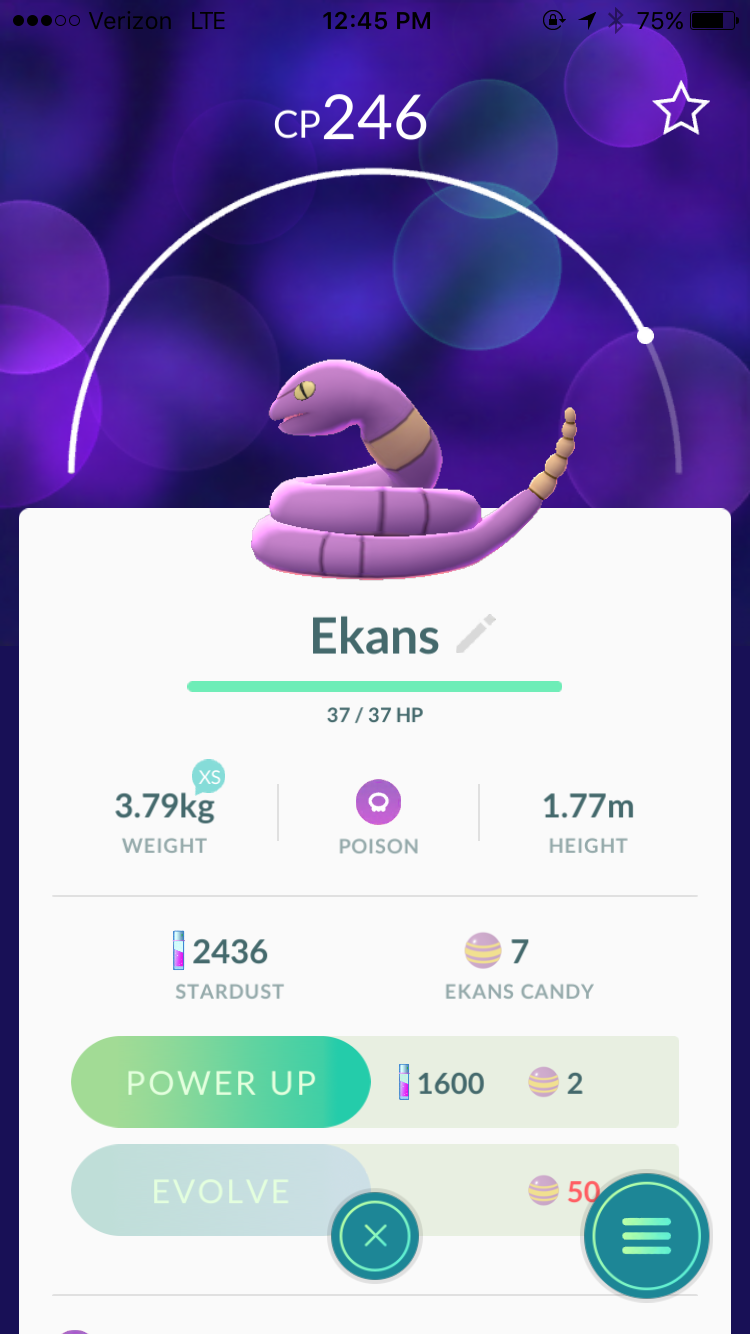 Verizon LTE 12:45 PM 75%
CP246
Ekans
37 / 37 HP
XS
3.79kg 1.77m
WEIGHT POISON HEIGHT
2436 7
STARDUST EKANS CANDY
POWER UP 1600 2
EVOLVE 50